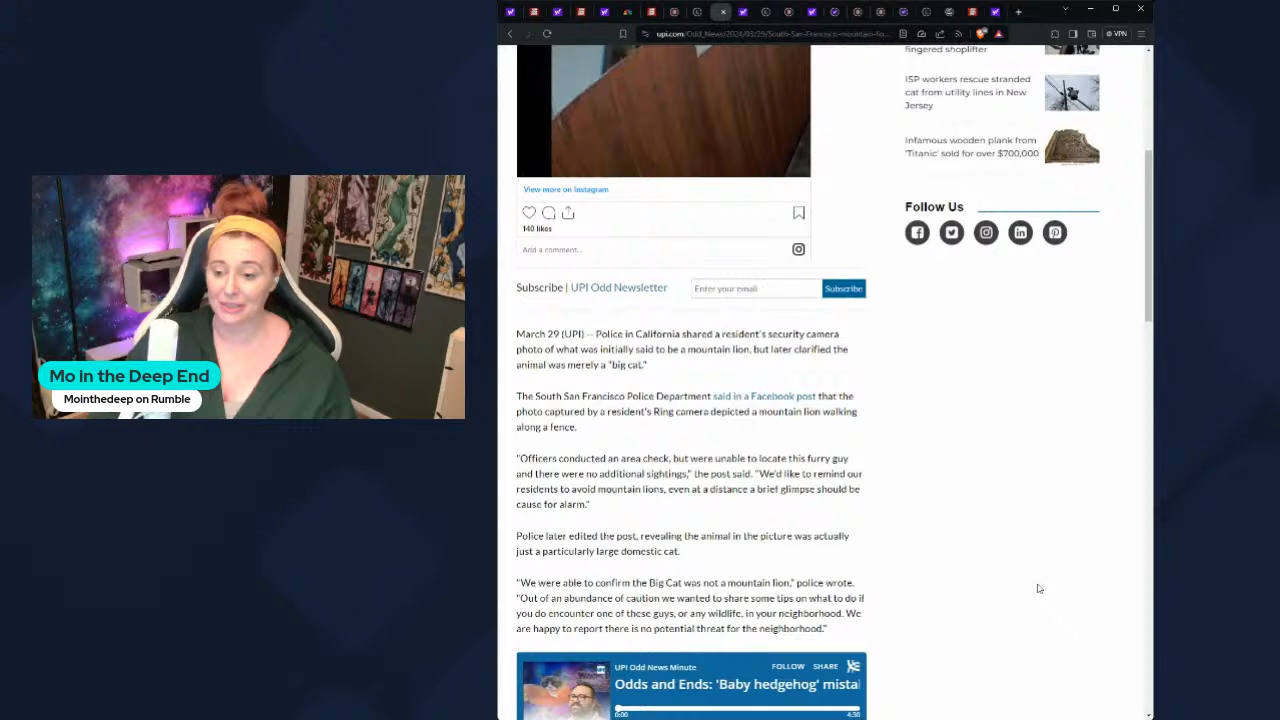 upi.com/Odd_News/2024/03/29/South-San-Francisco-mountain-lio...
VPN
fingered shoplifter
ISP workers rescue stranded
cat from utility lines in New
Jersey
Infamous wooden plank from
'Titanic' sold for over $700,000
View more on Instagram
Follow Us
140 likes
Add a comment...
Subscribe | UPI Odd Newsletter
Enter your email
Subscribe
March 29 (UPI) -- Police in California shared a resident's security camera
photo of what was initially said to be a mountain lion, but later clarified the
animal was merely a "big cat."
The South San Francisco Police Department said in a Facebook post that the
photo captured by a resident's Ring camera depicted a mountain lion walking
along a fence.
"Officers conducted an area check, but were unable to locate this furry guy
and there were no additional sightings," the post said. "We'd like to remind our
residents to avoid mountain lions, even at a distance a brief glimpse should be
cause for alarm."
Police later edited the post, revealing the animal in the picture was actually
just a particularly large domestic cat.
"We were able to confirm the Big Cat was not a mountain lion," police wrote.
"Out of an abundance of caution we wanted to share some tips on what to do if
you do encounter one of these guys, or any wildlife, in your neighborhood. We
are happy to report there is no potential threat for the neighborhood."
UPI Odd News Minute
FOLLOW SHARE
Odds and Ends: 'Baby hedgehog' mista
0:00
4:30
Mo in the Deep End
Mointhedeep on Rumble